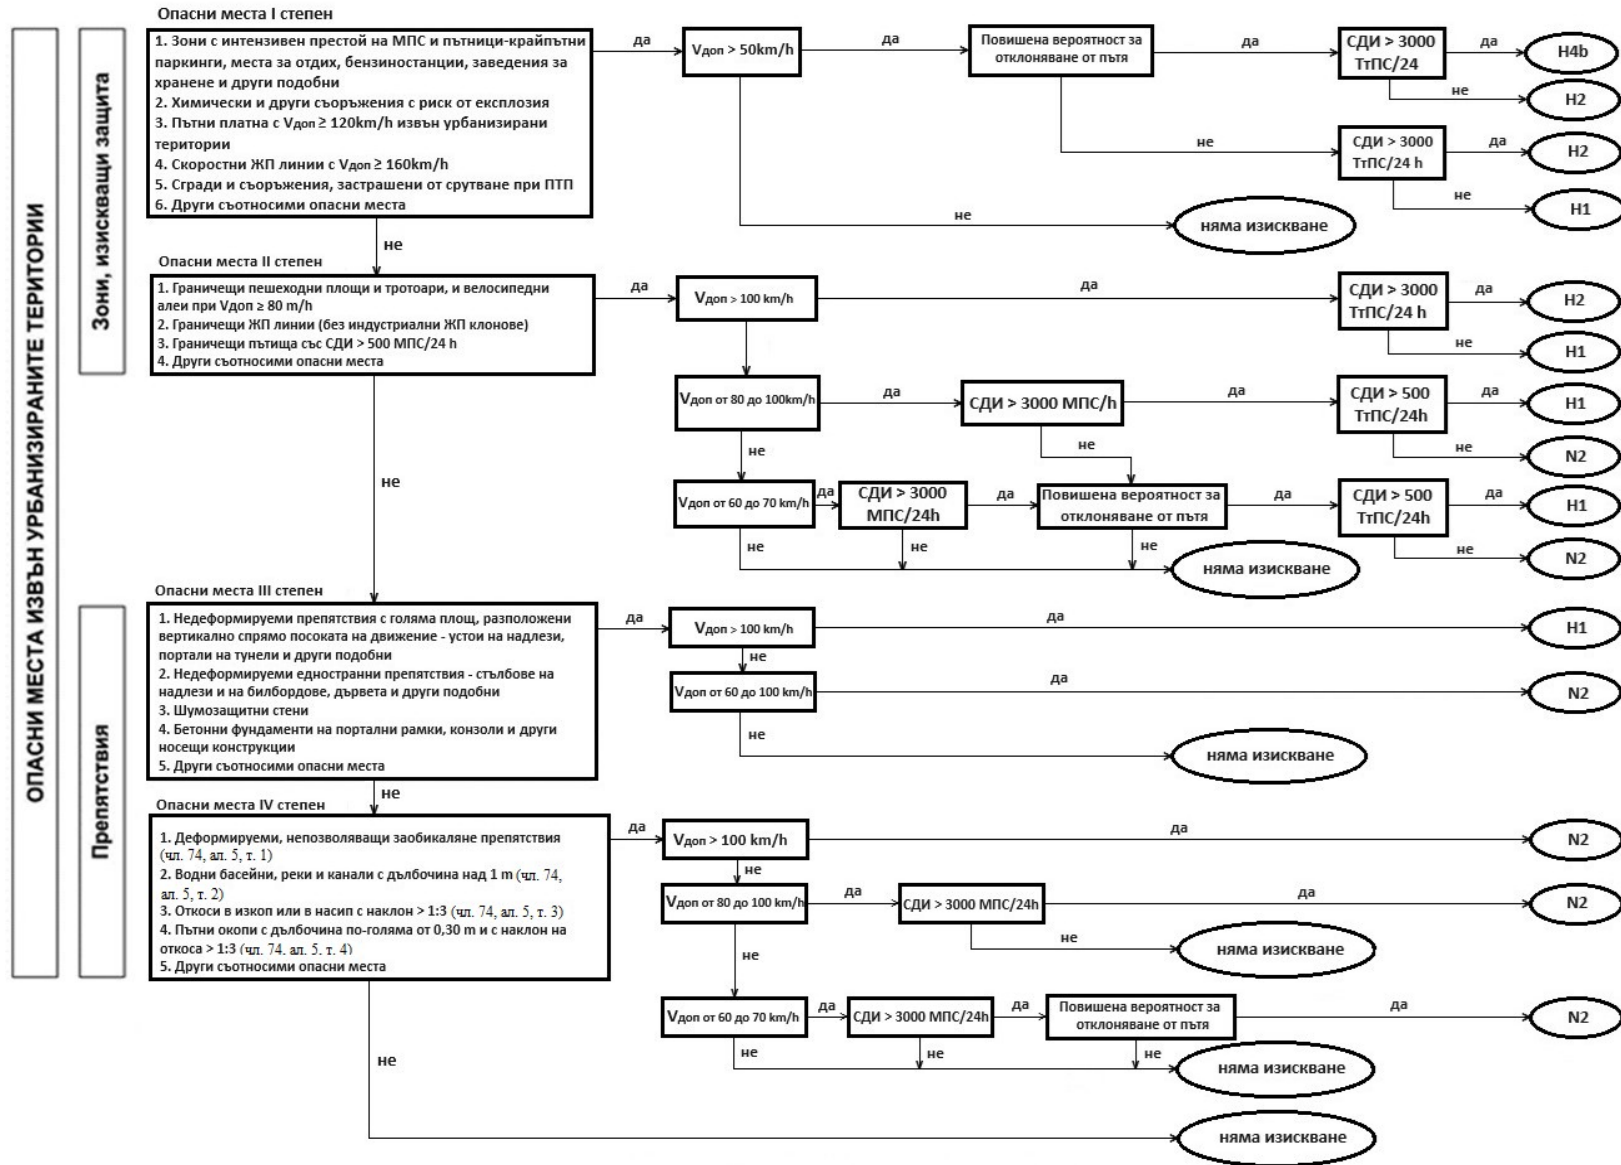 ОПАСНИ МЕСТА ИЗВЪН УРБАНИЗИРАНИТЕ ТЕРИТОРИИ
Зони, изискващи защита
Опасни места I степен
1. Зони с интензивен престой на МПС и пътници-крайпътни
паркинги, места за отдих, бензиностанции, заведения за
хранене и други подобни
2. Химически и други съоръжения с риск от експлозия
3. Пътни платна с Vдоп ≥ 120km/h извън урбанизирани
територии
4. Скоростни ЖП линии с Vдоп ≥ 160km/h
5. Сгради и съоръжения, застрашени от срутване при ПТП
6. Други съотносими опасни места
да
Vдоп > 50km/h
да
Повишена вероятност за
отклоняване от пътя
да
СДИ > 3000
ТтПС/24
да
H4b
не
H2
не
СДИ > 3000
ТтПС/24 h
да
H2
не
H1
не
няма изискване
не
Опасни места II степен
1. Граничещи пешеходни площи и тротоари, и велосипедни
алеи при Vдоп ≥ 80 m/h
2. Граничещи ЖП линии (без индустриални ЖП клонове)
3. Граничещи пътища със СДИ > 500 МПС/24 h
4. Други съотносими опасни места
да
Vдоп > 100 km/h
да
СДИ > 3000
ТтПС/24 h
да
H2
не
H1
Vдоп от 80 до 100km/h
да
СДИ > 3000 МПС/h
да
СДИ > 500
ТтПС/24h
да
H1
не
N2
не
не
Vдоп от 60 до 70 km/h
да
СДИ > 3000
МПС/24h
да
Повишена вероятност за
отклоняване от пътя
да
СДИ > 500
ТтПС/24h
да
H1
не
N2
не
не
не
няма изискване
не
Препятствия
Опасни места III степен
1. Недеформируеми препятствия с голяма площ, разположени
вертикално спрямо посоката на движение - устои на надлези,
портали на тунели и други подобни
2. Недеформируеми едностранни препятствия - стълбове на
надлези и на билбордове, дървета и други подобни
3. Шумозащитни стени
4. Бетонни фундаменти на портални рамки, конзоли и други
носещи конструкции
5. Други съотносими опасни места
да
Vдоп > 100 km/h
да
H1
не
Vдоп от 60 до 100 km/h
да
N2
не
няма изискване
не
Опасни места IV степен
1. Деформируеми, непозволяващи заобикаляне препятствия
(чл. 74, ал. 5, т. 1)
2. Водни басейни, реки и канали с дълбочина над 1 m (чл. 74,
ал. 5, т. 2)
3. Откоси в изкоп или в насип с наклон > 1:3 (чл. 74, ал. 5, т. 3)
4. Пътни окопи с дълбочина по-голяма от 0,30 m и с наклон на
откоса > 1:3 (чл. 74, ал. 5, т. 4)
5. Други съотносими опасни места
да
Vдоп > 100 km/h
да
N2
не
Vдоп от 80 до 100 km/h
да
СДИ > 3000 МПС/24h
да
N2
не
няма изискване
не
Vдоп от 60 до 70 km/h
да
СДИ > 3000 МПС/24h
да
Повишена вероятност за
отклоняване от пътя
да
N2
не
не
не
няма изискване
не
няма изискване